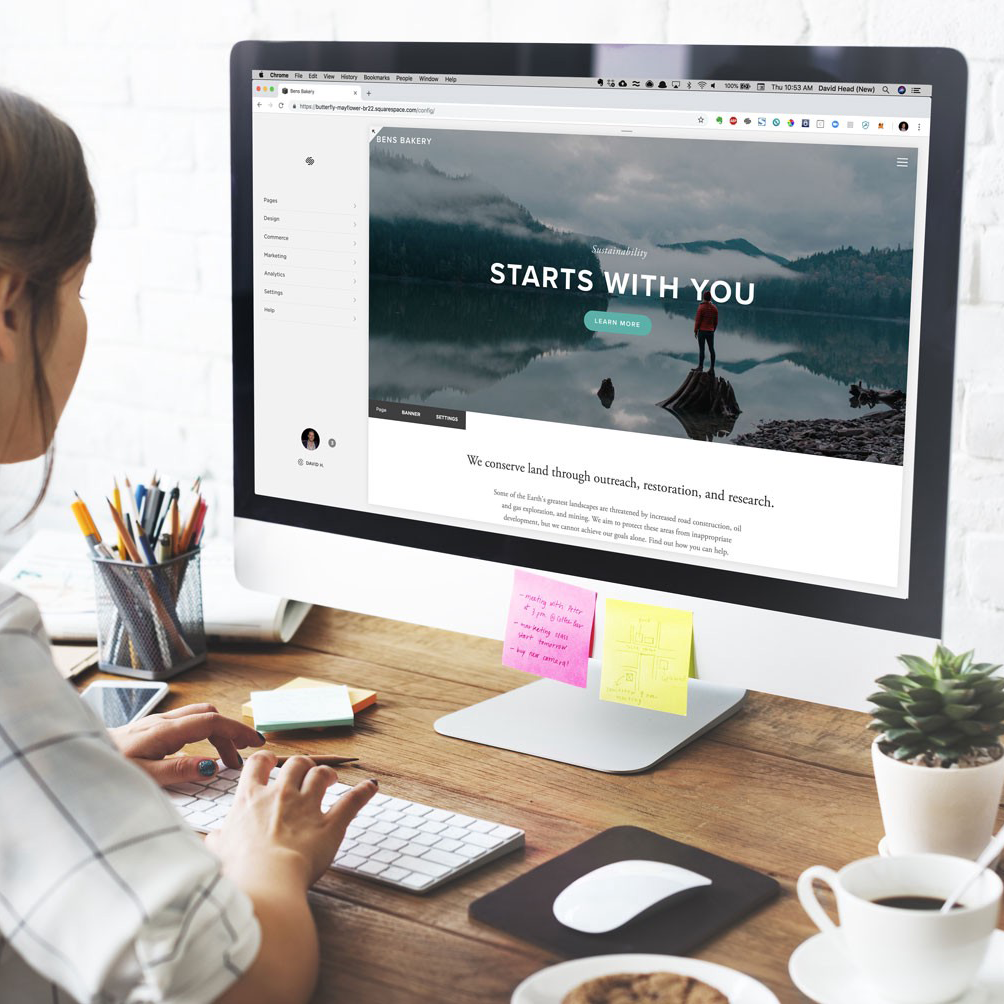 Chrome File Edit View History Bookmarks People Window Help
100% Thu 10:53 AM David Head (New)
Bens Bakery
https://butterfly-mayflower-br22.squarespace.com/config/
BENS BAKERY
Pages
Design
Commerce
Marketing
Analytics
Settings
Help
DAVID H.
Sustainability
STARTS WITH YOU
LEARN MORE
Page BANNER SETTINGS
We conserve land through outreach, restoration, and research.
Some of the Earth's greatest landscapes are threatened by increased road construction, oil
and gas exploration, and mining. We aim to protect these areas from inappropriate
development, but we cannot achieve our goals alone. Find out how you can help.
- meeting with Peter
at 3 pm @
- marketing class
start tomorrow
- buy new camera!